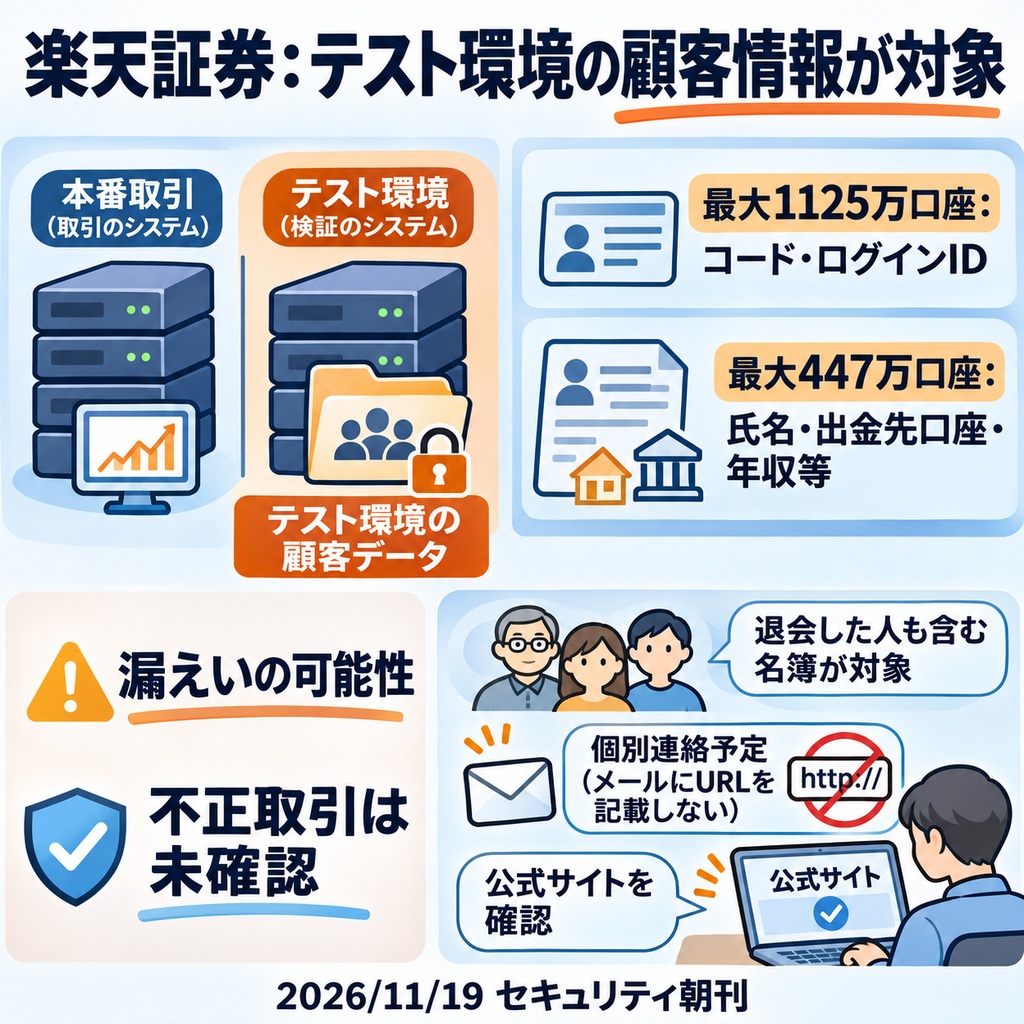 楽天証券：テスト環境の顧客情報が対象
本番取引
（取引のシステム）
テスト環境
（検証のシステム）
テスト環境の
顧客データ
最大1125万口座：
コード・ログインID
最大447万口座：
氏名・出金先口座・
年収等
漏えいの可能性
不正取引は
未確認
退会した人も含む
名簿が対象
個別連絡予定
（メールにURLを
記載しない）
http://
公式サイトを
確認
公式サイト
2026/11/19 セキュリティ朝刊